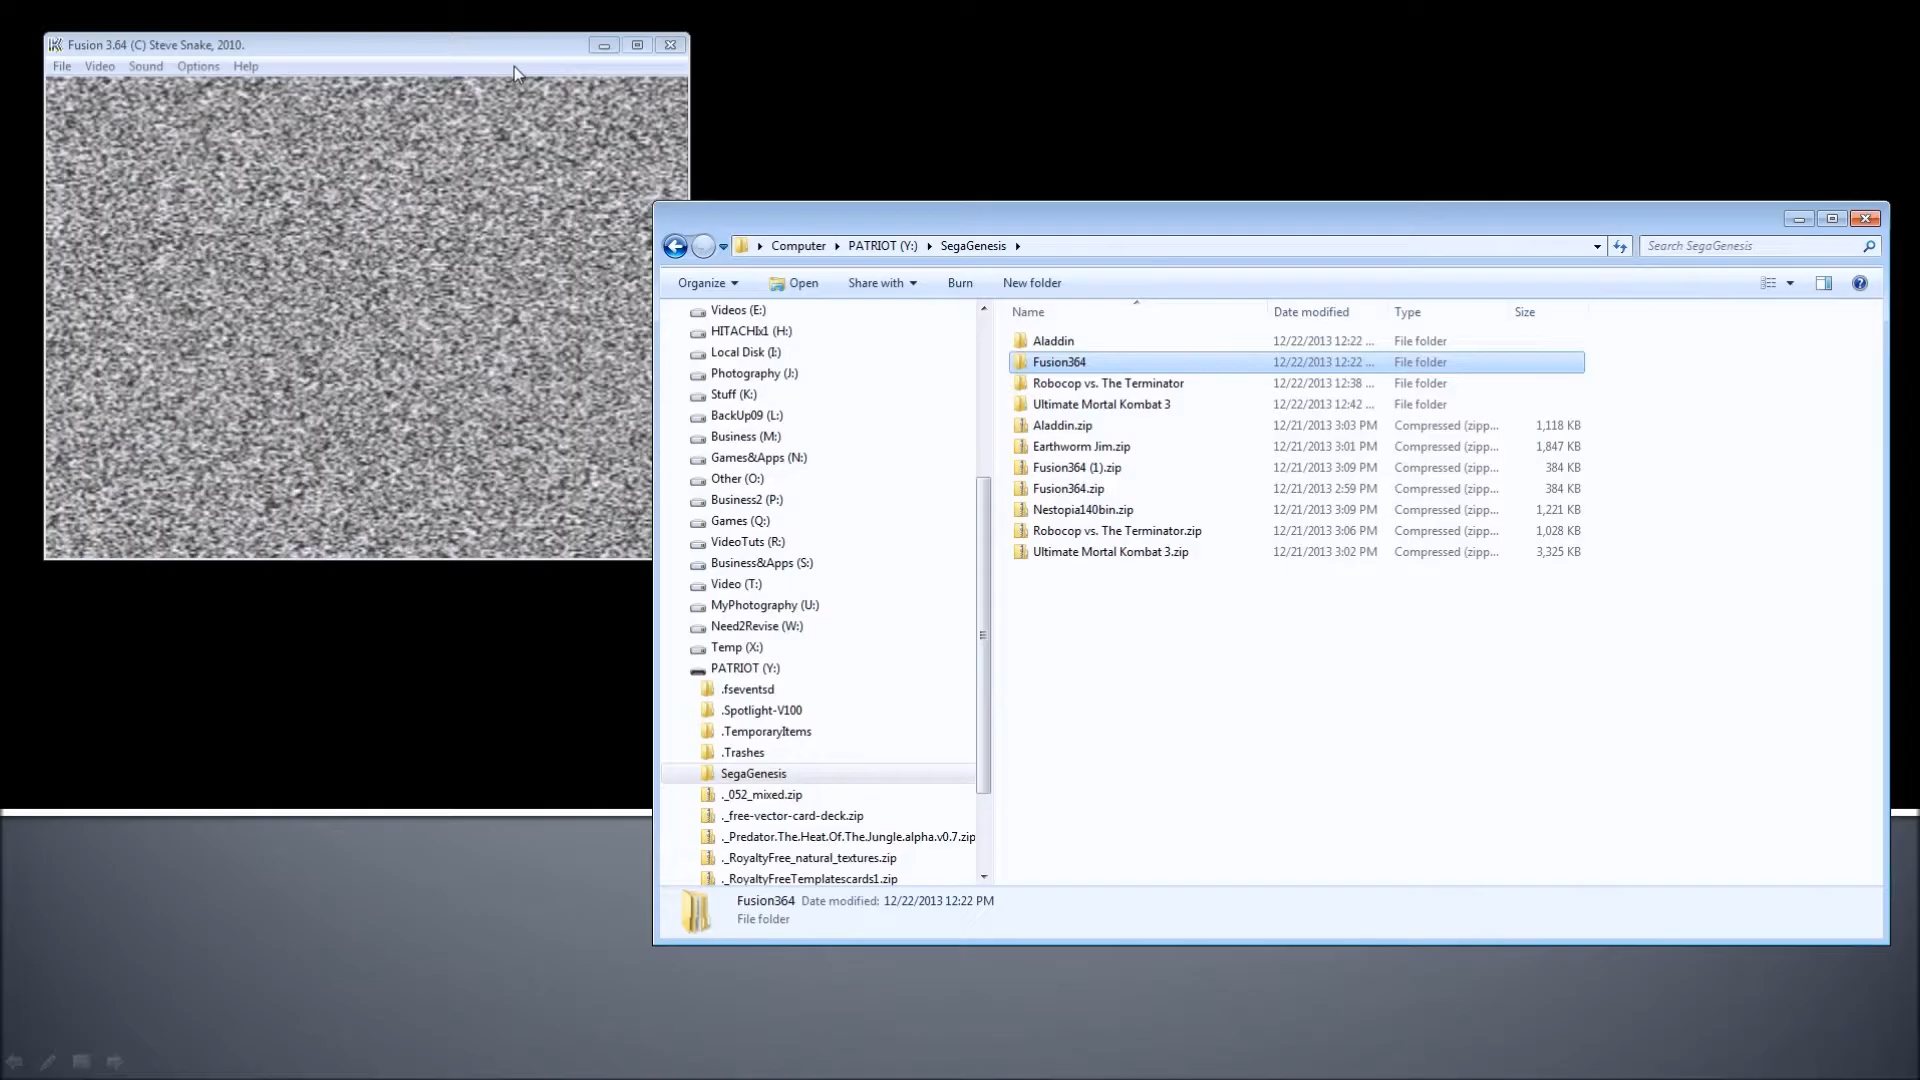 Fusion 3.64 (C) Steve Snake, 2010.
File Video Sound Options Help
Computer PATRIOT (Y:) SegaGenesis
Search SegaGenesis
Organize Open Share with Burn New folder
Name Date modified Type Size
Videos (E:)
HITACHIx1 (H:)
Local Disk (I:)
Photography (J:)
Stuff (K:)
BackUp09 (L:)
Business (M:)
Games&Apps (N:)
Other (O:)
Business2 (P:)
Games (Q:)
VideoTuts (R:)
Business&Apps (S:)
Video (T:)
MyPhotography (U:)
Need2Revise (W:)
Temp (X:)
PATRIOT (Y:)
.fseventsd
.Spotlight-V100
.TemporaryItems
.Trashes
SegaGenesis
._052_mixed.zip
._free-vector-card-deck.zip
._Predator.The.Heat.Of.The.Jungle.alpha.v0.7.zip
._RoyaltyFree_natural_textures.zip
._RoyaltyFreeTemplatescards1.zip
Aladdin 12/22/2013 12:22 ... File folder
Fusion364 12/22/2013 12:22 ... File folder
Robocop vs. The Terminator 12/22/2013 12:38 ... File folder
Ultimate Mortal Kombat 3 12/22/2013 12:42 ... File folder
Aladdin.zip 12/21/2013 3:03 PM Compressed (zipp... 1,118 KB
Earthworm Jim.zip 12/21/2013 3:01 PM Compressed (zipp... 1,847 KB
Fusion364 (1).zip 12/21/2013 3:09 PM Compressed (zipp... 384 KB
Fusion364.zip 12/21/2013 2:59 PM Compressed (zipp... 384 KB
Nestopia140bin.zip 12/21/2013 3:09 PM Compressed (zipp... 1,221 KB
Robocop vs. The Terminator.zip 12/21/2013 3:06 PM Compressed (zipp... 1,028 KB
Ultimate Mortal Kombat 3.zip 12/21/2013 3:02 PM Compressed (zipp... 3,325 KB
Fusion364 Date modified: 12/22/2013 12:22 PM
File folder